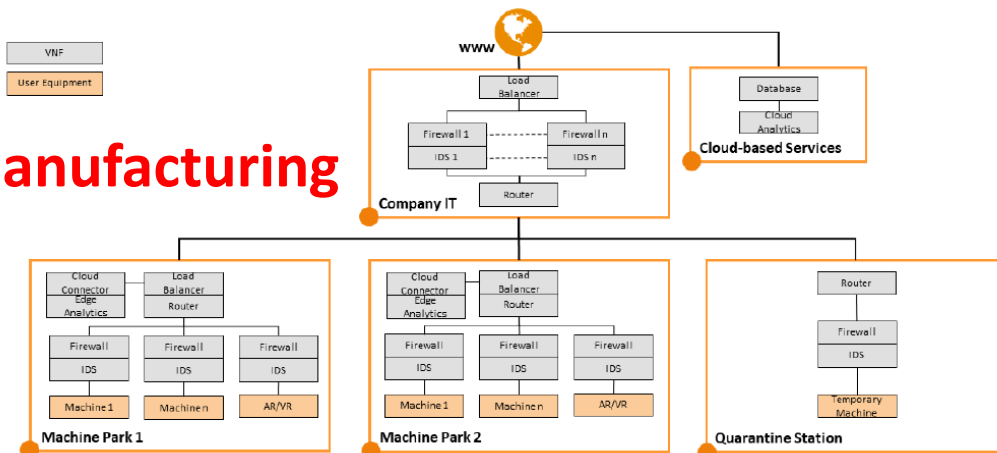 VNF
User Equipment
anufacturing
www
Load
Balancer
Firewall 1
Firewall n
IDS 1
IDS n
Router
Company IT
Database
Cloud
Analytics
Cloud-based Services
Cloud
Connector
Edge
Analytics
Load
Balancer
Router
Firewall
Firewall
Firewall
IDS
IDS
IDS
Machine 1
Machine n
AR/VR
Machine Park 1
Cloud
Connector
Edge
Analytics
Load
Balancer
Router
Firewall
Firewall
Firewall
IDS
IDS
IDS
Machine 1
Machine n
AR/VR
Machine Park 2
Router
Firewall
IDS
Temporary
Machine
Quarantine Station